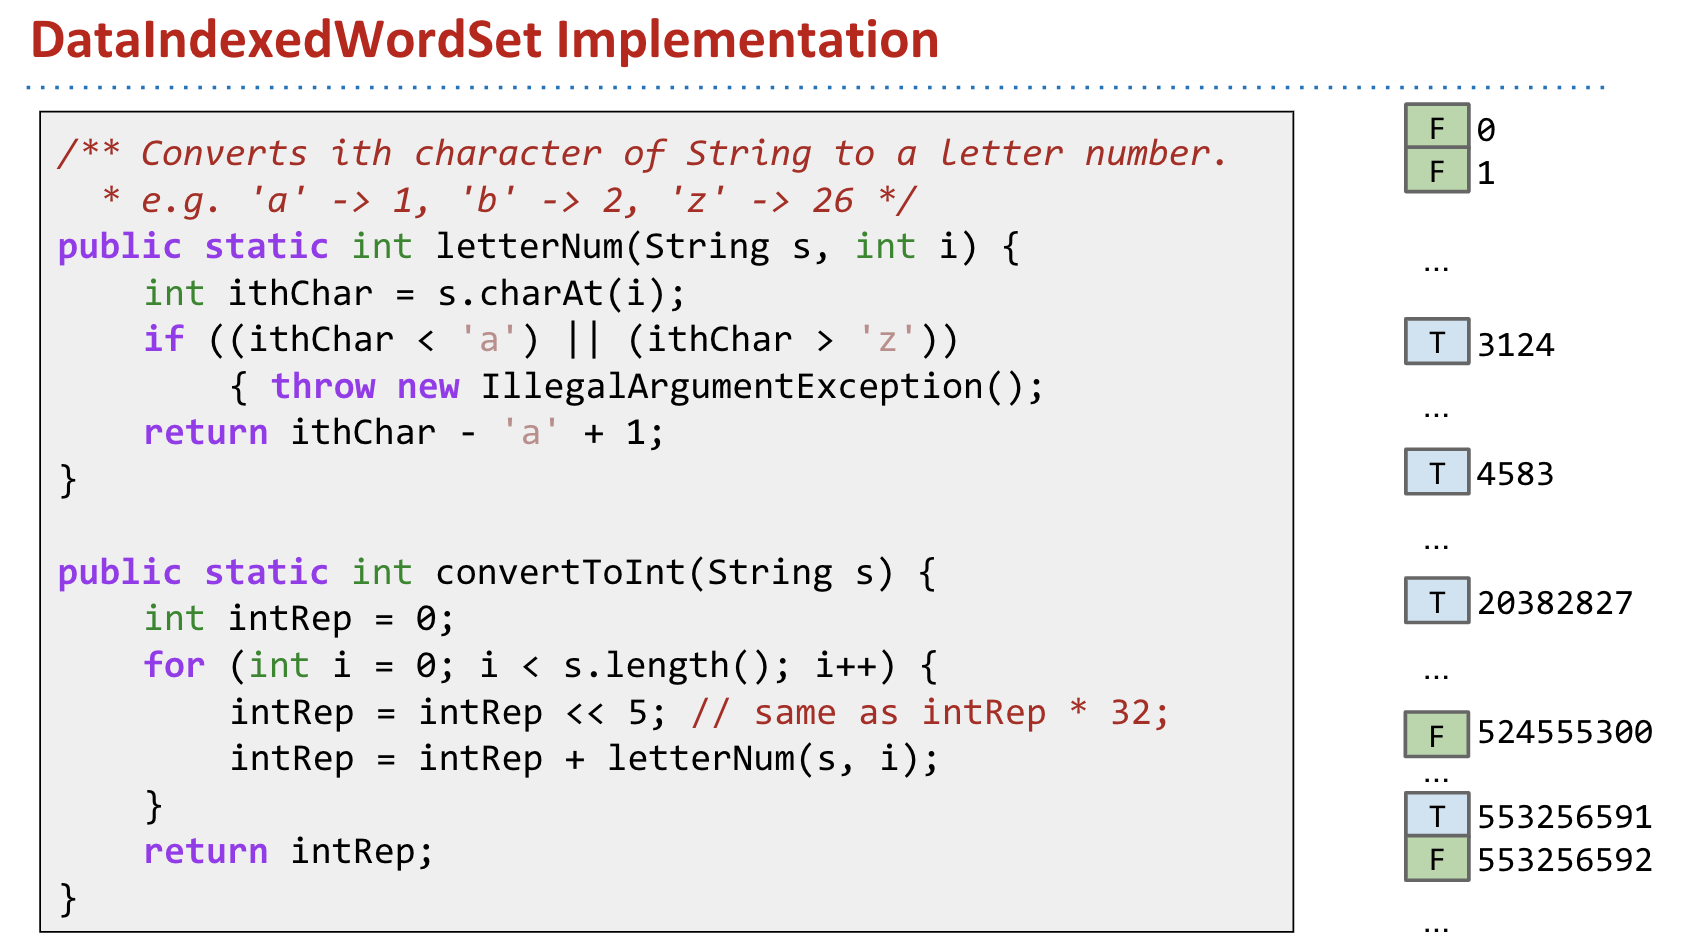 DataIndexedWordSet Implementation
/** Converts ith character of String to a letter number.
* e.g. 'a' -> 1, 'b' -> 2, 'z' -> 26 */
public static int letterNum(String s, int i) {
int ithChar = s.charAt(i);
if ((ithChar < 'a') || (ithChar > 'z'))
{ throw new IllegalArgumentException();
return ithChar - 'a' + 1;
}
public static int convertToInt(String s) {
int intRep = 0;
for (int i = 0; i < s.length(); i++) {
intRep = intRep << 5; // same as intRep * 32;
intRep = intRep + letterNum(s, i);
}
return intRep;
}
F 0
F 1
...
T 3124
...
T 4583
...
T 20382827
...
F 524555300
...
T 553256591
F 553256592
...